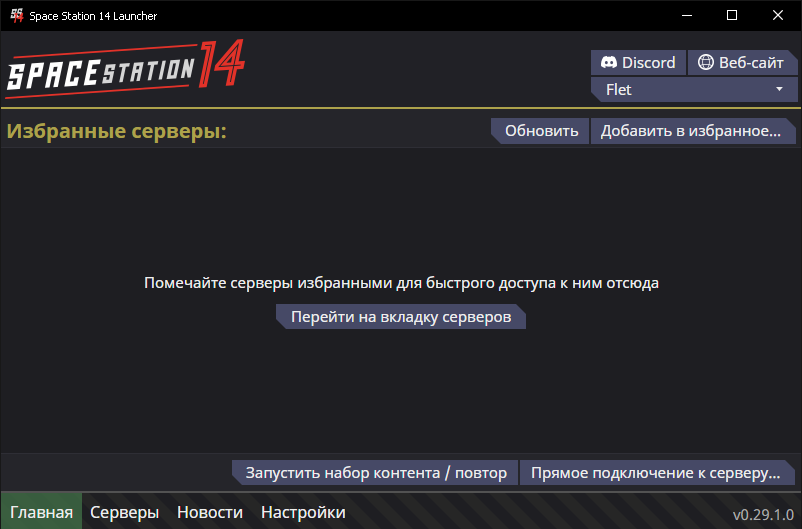 Space Station 14 Launcher
SPACE STATION 14
Discord
Веб-сайт
Flet
Избранные серверы:
Обновить
Добавить в избранное...
Помечайте серверы избранными для быстрого доступа к ним отсюда
Перейти на вкладку серверов
Запустить набор контента / повтор
Прямое подключение к серверу...
Главная
Серверы
Новости
Настройки
v0.29.1.0